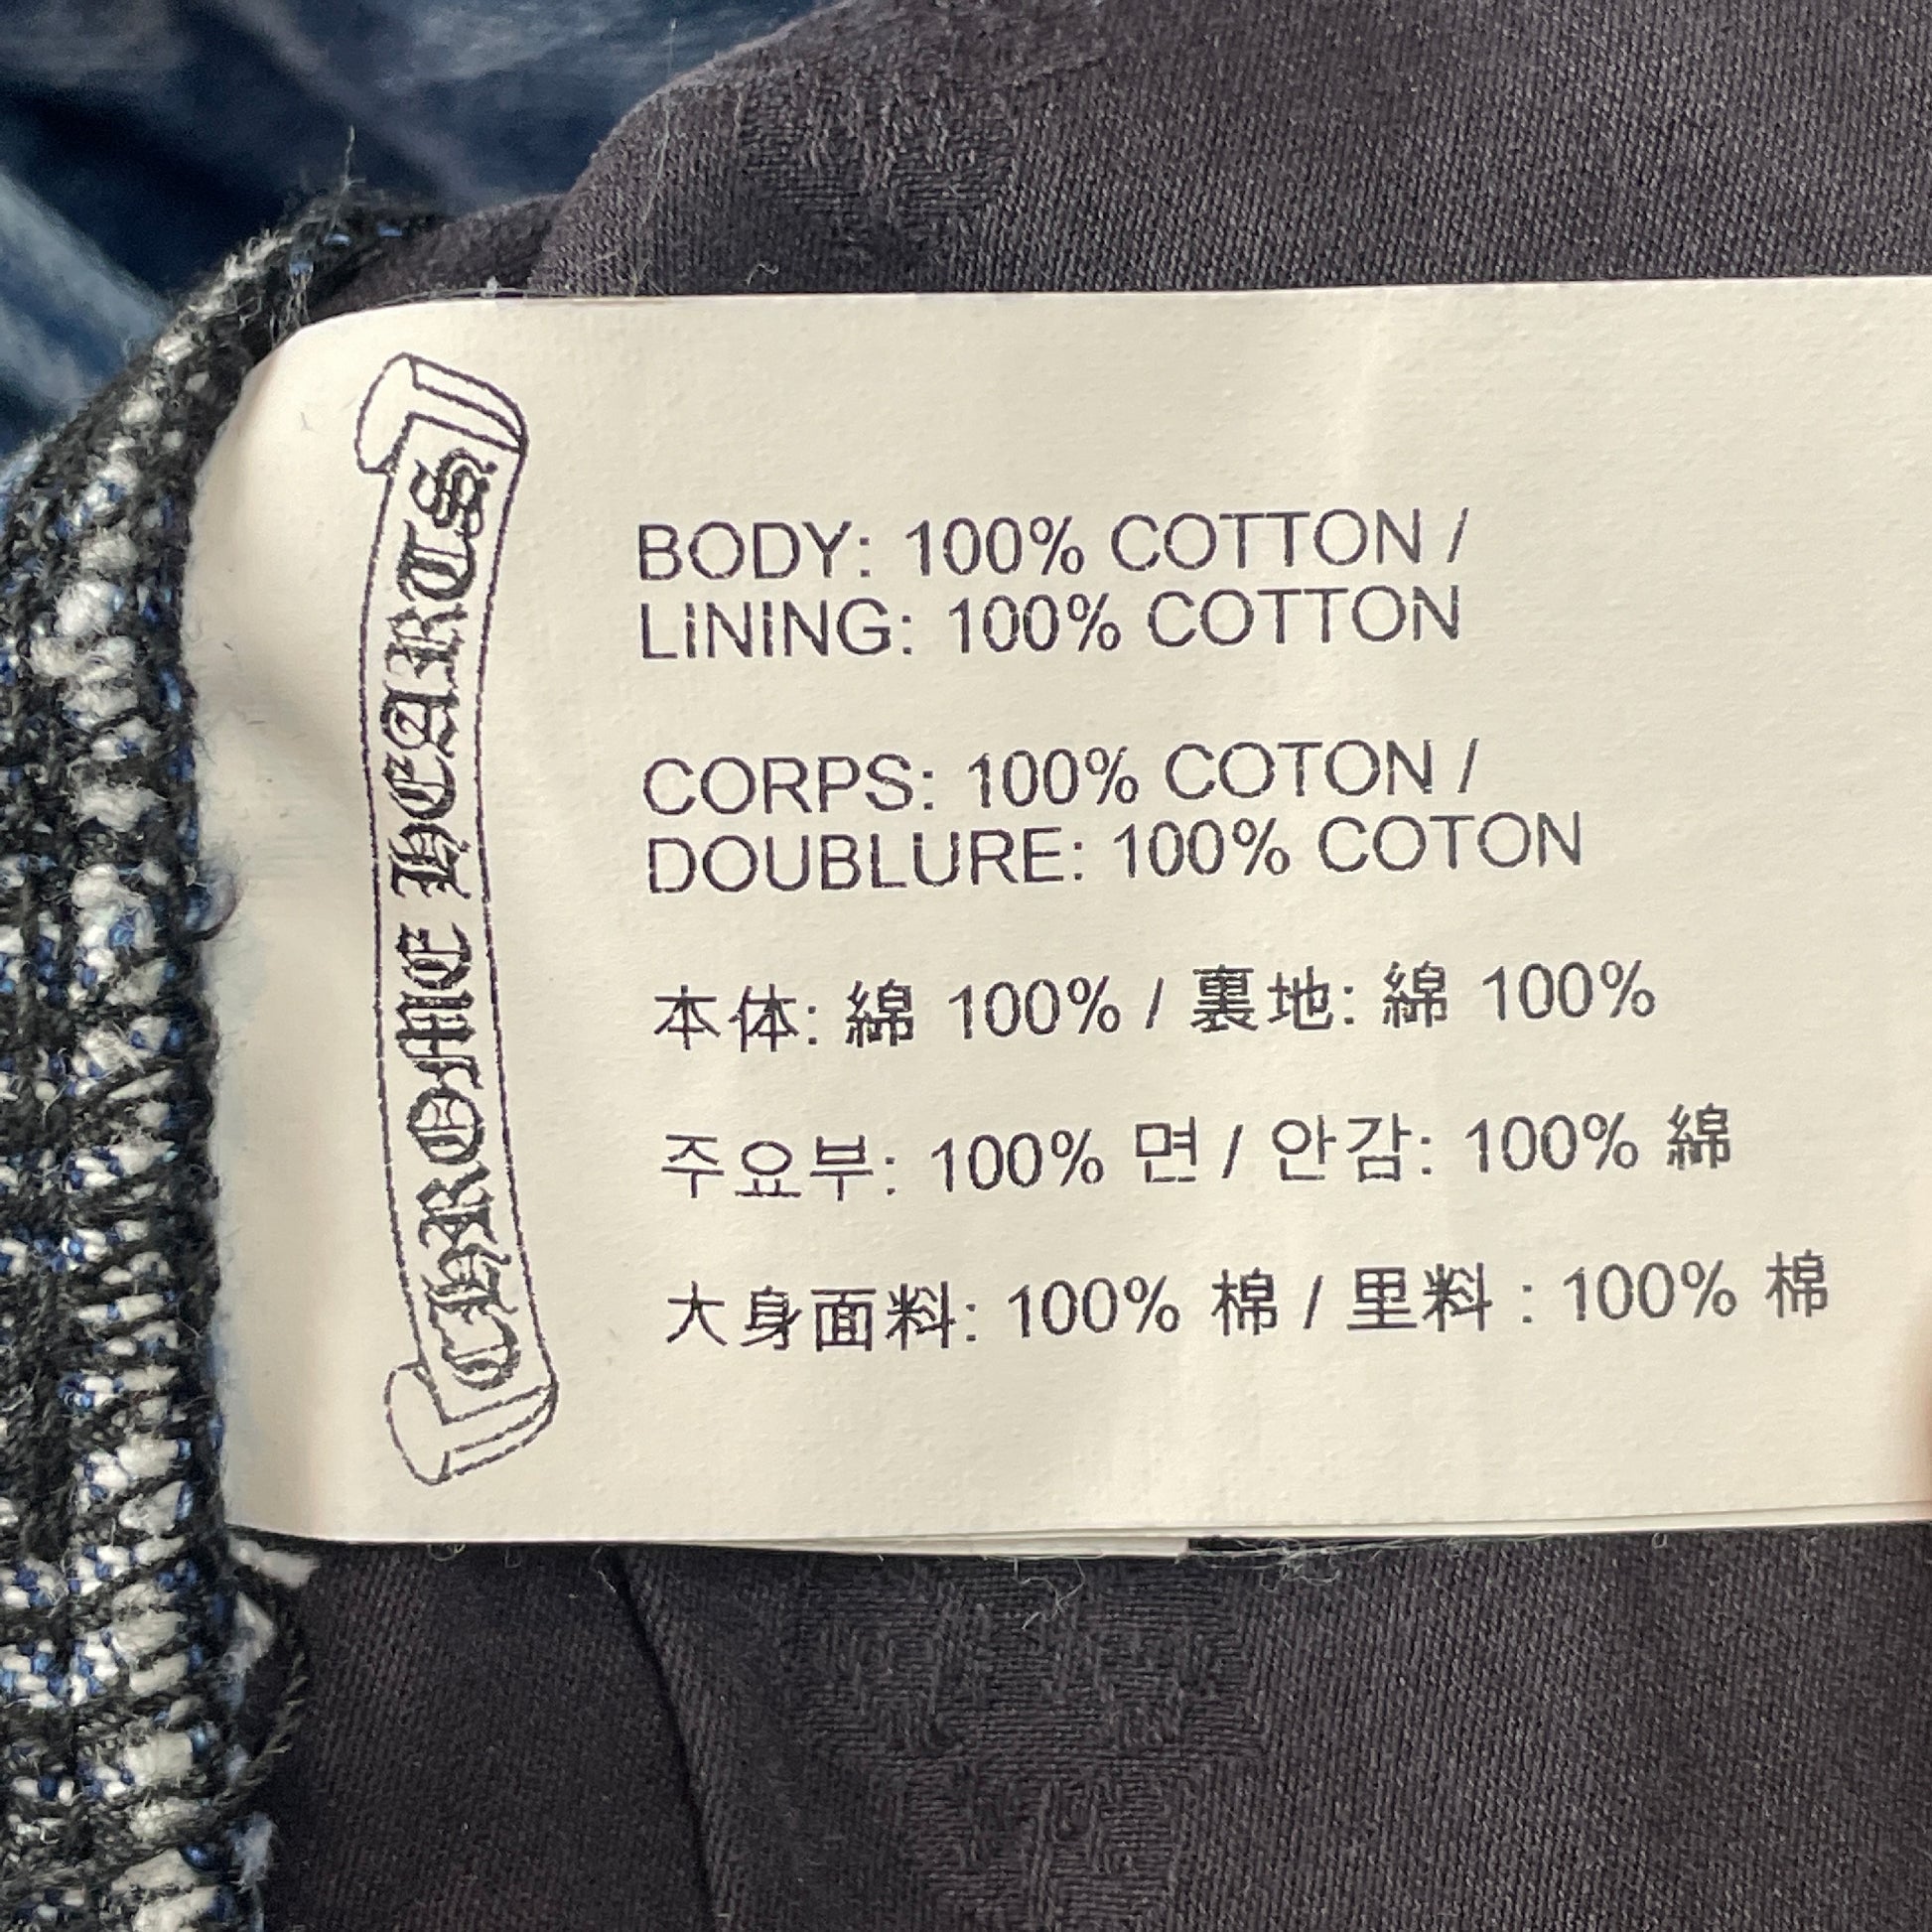 CHROME HEARTS
BODY: 100% COTTON /
LINING: 100% COTTON
CORPS: 100% COTON /
DOUBLURE: 100% COTON
本体: 綿 100% / 裏地: 綿 100%
주요부: 100% 면 / 안감: 100% 綿
大身面料: 100% 棉 / 里料 : 100% 棉